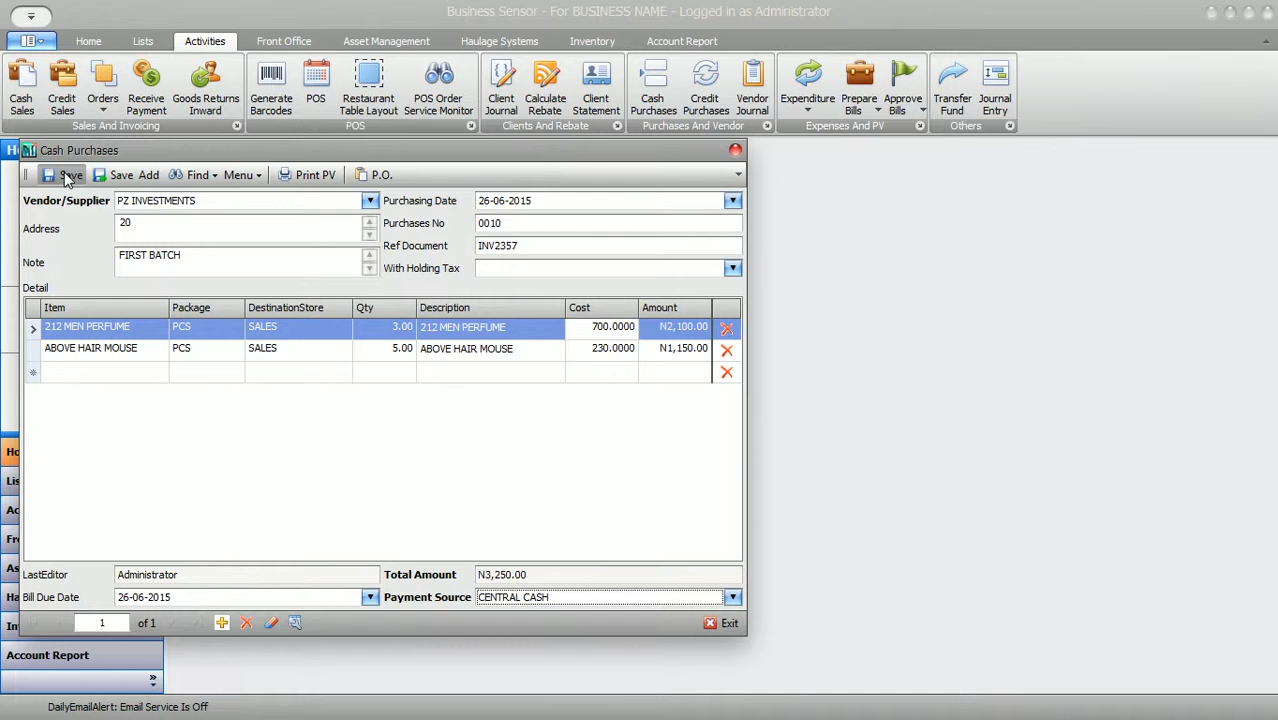 Business Sensor - For BUSINESS NAME - Logged in as Administrator
Home Lists Activities Front Office Asset Management Haulage Systems Inventory Account Report
Cash Sales
Credit Sales
Orders
Receive Payment
Goods Returns Inward
Generate Barcodes
POS
Restaurant Table Layout
POS Order Service Monitor
Client Journal
Calculate Rebate
Client Statement
Cash Purchases
Credit Purchases
Vendor Journal
Expenditure
Prepare Bills
Approve Bills
Transfer Fund
Journal Entry
Sales And Invoicing POS Clients And Rebate Purchases And Vendor Expenses And PV Others
Cash Purchases
Save Save Add Find Menu Print PV P.O.
Vendor/Supplier PZ INVESTMENTS Purchasing Date 26-06-2015
Address 20 Purchases No 0010
Ref Document INV2357
Note FIRST BATCH With Holding Tax
Detail
Item Package DestinationStore Qty Description Cost Amount
212 MEN PERFUME PCS SALES 3.00 212 MEN PERFUME 700.0000 N2,100.00
ABOVE HAIR MOUSE PCS SALES 5.00 ABOVE HAIR MOUSE 230.0000 N1,150.00
LastEditor Administrator Total Amount N3,250.00
Bill Due Date 26-06-2015 Payment Source CENTRAL CASH
1 of 1 Exit
Ho
Lis
Ac
Fro
As
Ha
Inv
Account Report
DailyEmailAlert: Email Service Is Off